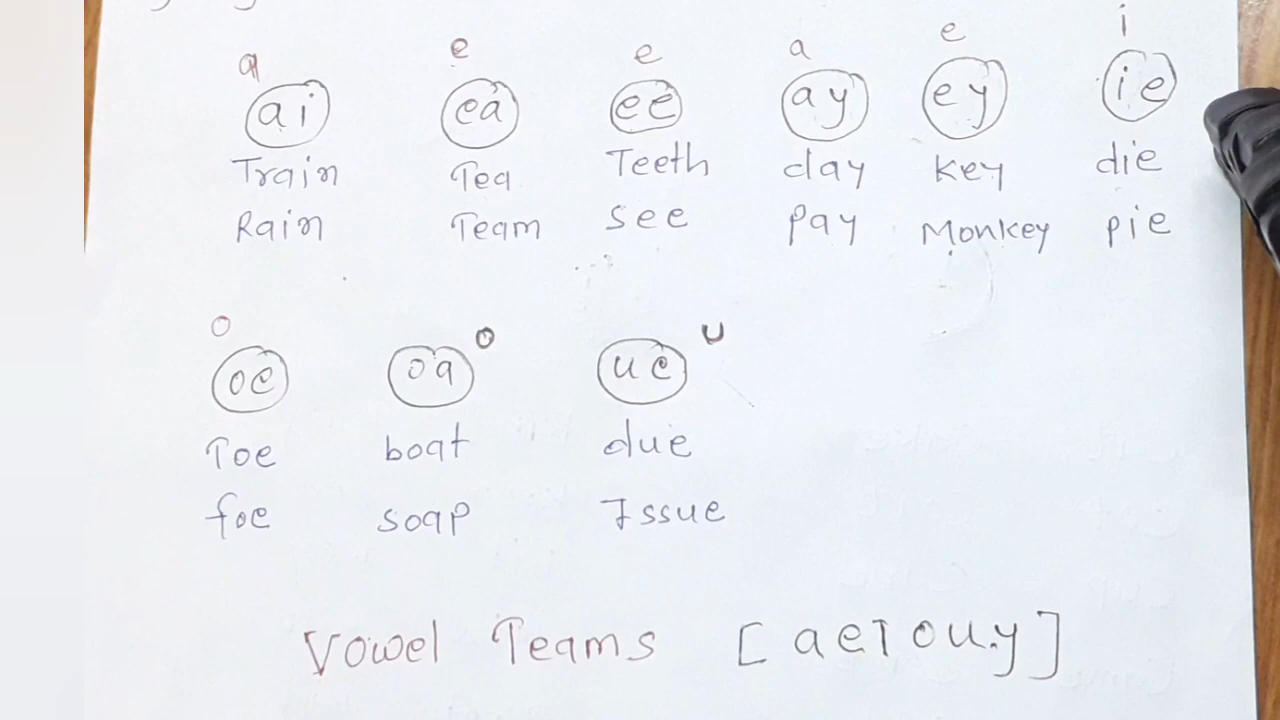 a e e a e i
ai ea ee ay ey ie
Train Tea Teeth day key die
Rain Team See Pay Monkey pie
o o u
oe oa ue
Toe boat due
foe soap Issue
Vowel Teams [aeIouy]